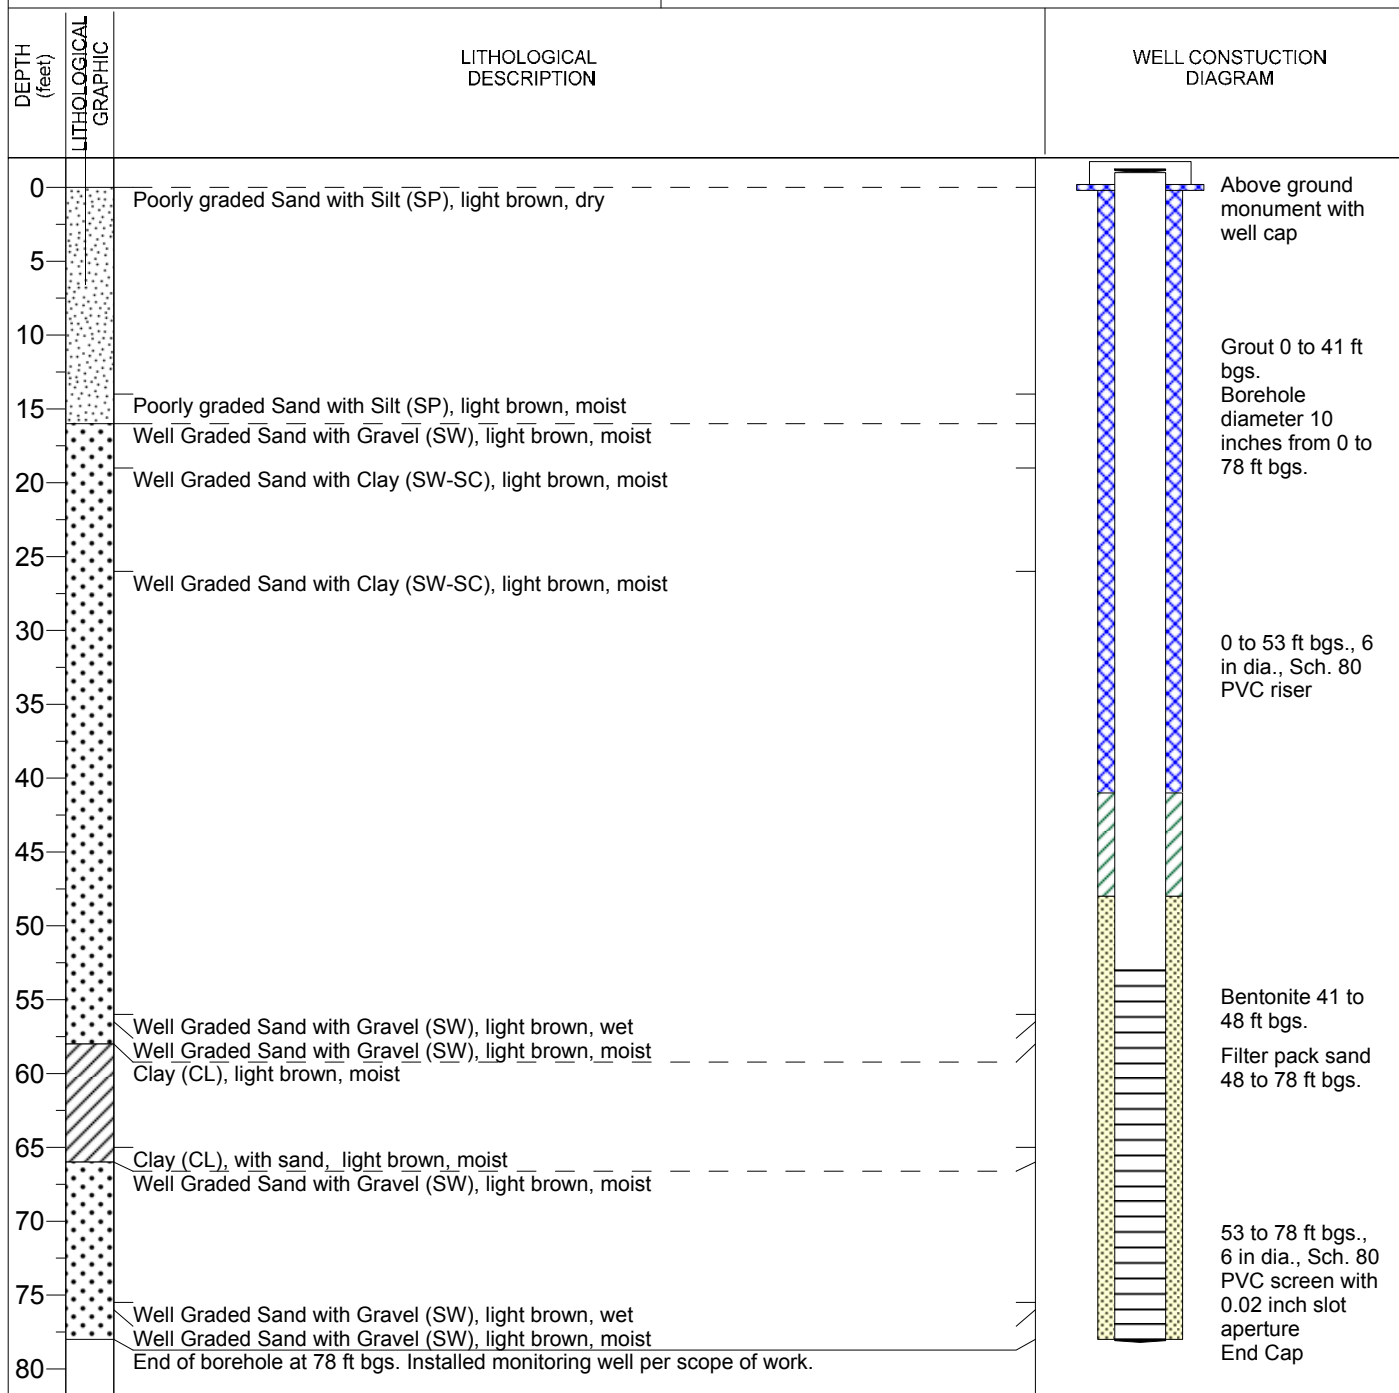 DEPTH
(feet)
LITHOLOGICAL
GRAPHIC
LITHOLOGICAL
DESCRIPTION
WELL CONSTUCTION
DIAGRAM
0
5
10
15
20
25
30
35
40
45
50
55
60
65
70
75
80
Poorly graded Sand with Silt (SP), light brown, dry
Poorly graded Sand with Silt (SP), light brown, moist
Well Graded Sand with Gravel (SW), light brown, moist
Well Graded Sand with Clay (SW-SC), light brown, moist
Well Graded Sand with Clay (SW-SC), light brown, moist
Well Graded Sand with Gravel (SW), light brown, wet
Well Graded Sand with Gravel (SW), light brown, moist
Clay (CL), light brown, moist
Clay (CL), with sand, light brown, moist
Well Graded Sand with Gravel (SW), light brown, moist
Well Graded Sand with Gravel (SW), light brown, wet
Well Graded Sand with Gravel (SW), light brown, moist
End of borehole at 78 ft bgs. Installed monitoring well per scope of work.
Above ground
monument with
well cap
Grout 0 to 41 ft
bgs.
Borehole
diameter 10
inches from 0 to
78 ft bgs.
0 to 53 ft bgs., 6
in dia., Sch. 80
PVC riser
Bentonite 41 to
48 ft bgs.
Filter pack sand
48 to 78 ft bgs.
53 to 78 ft bgs.,
6 in dia., Sch. 80
PVC screen with
0.02 inch slot
aperture
End Cap